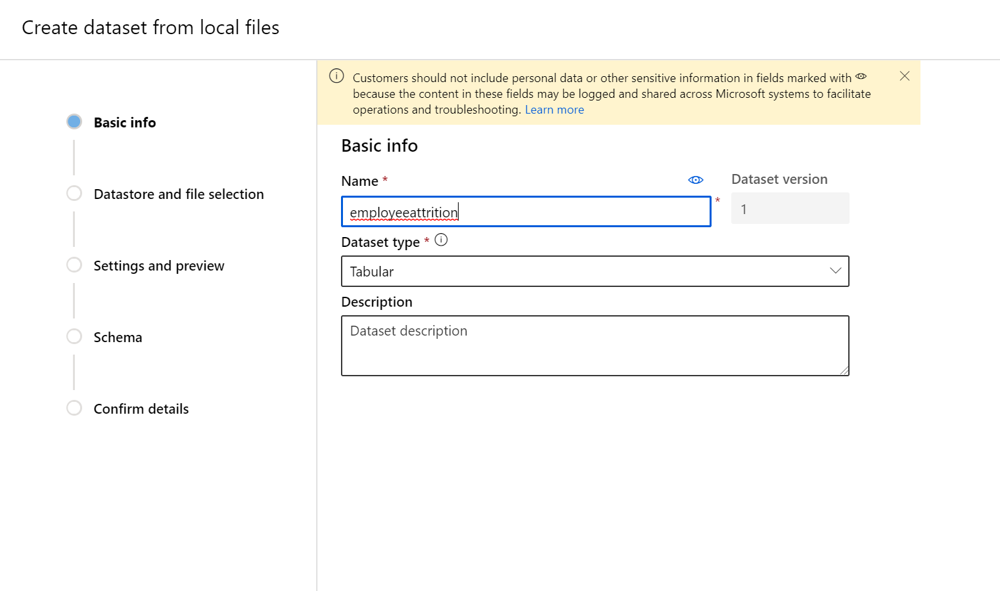 Create dataset from local files
Customers should not include personal data or other sensitive information in fields marked with
because the content in these fields may be logged and shared across Microsoft systems to facilitate
operations and troubleshooting. Learn more
Basic info
Datastore and file selection
Settings and preview
Schema
Confirm details
Basic info
Name *
Dataset version
employeeattrition
*
1
Dataset type *
Tabular
Description
Dataset description